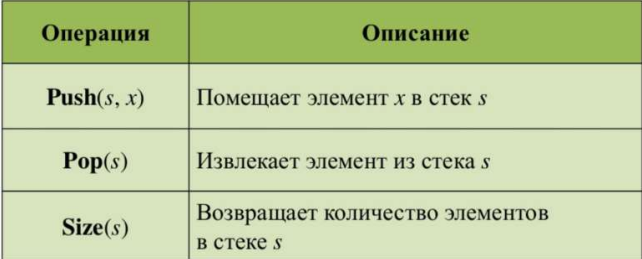 Операция Описание
Push(s, x) Помещает элемент x в стек s
Pop(s) Извлекает элемент из стека s
Size(s) Возвращает количество элементов
в стеке s